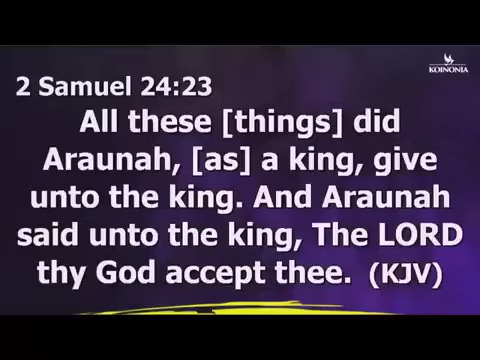 KOINONIA
2 Samuel 24:23
All these [things] did
Araunah, [as] a king, give
unto the king. And Araunah
said unto the king, The LORD
thy God accept thee. (KJV)